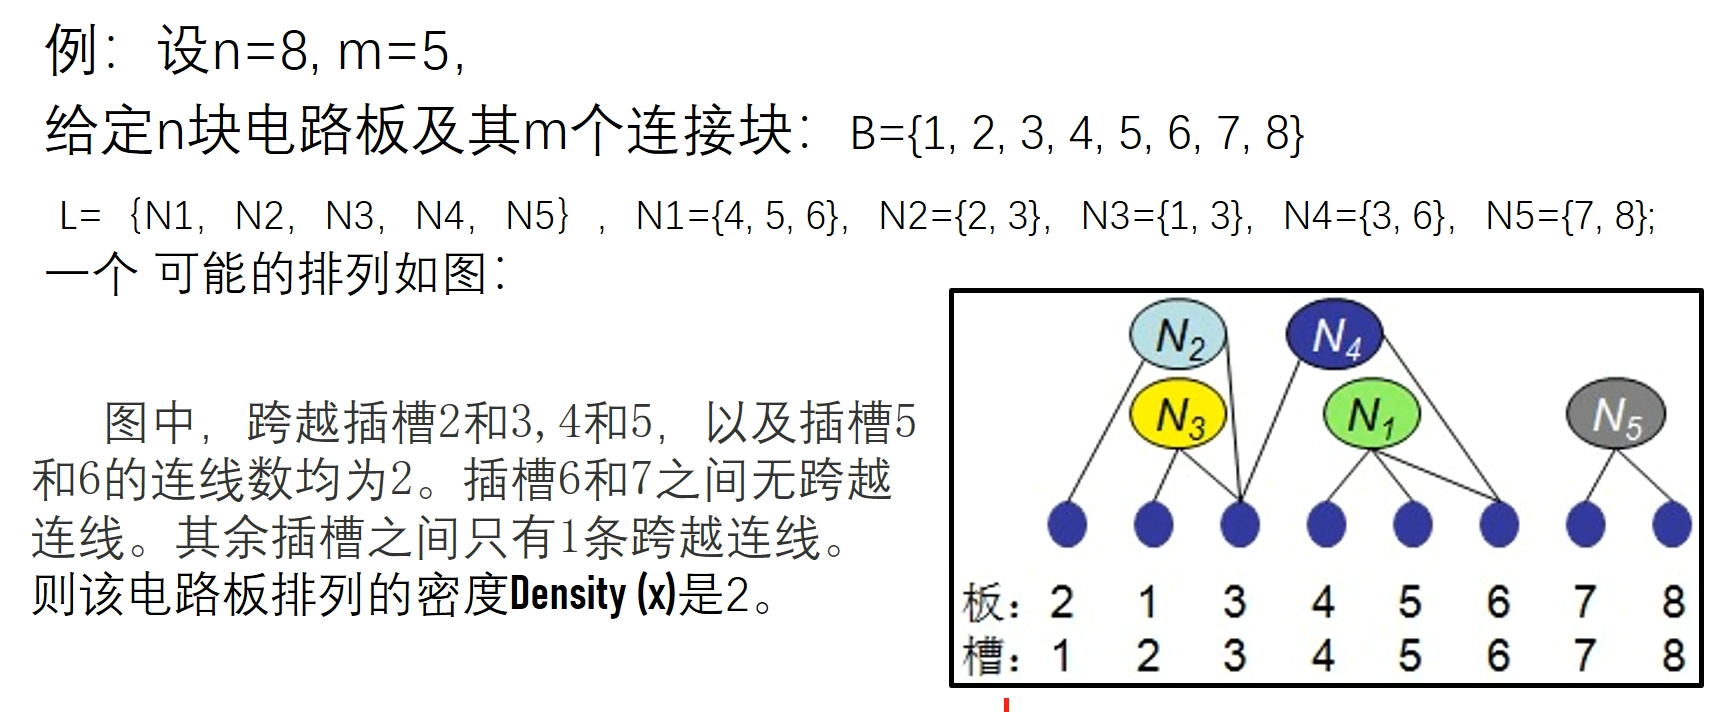 例：设n=8, m=5,
给定n块电路板及其m个连接块：B={1, 2, 3, 4, 5, 6, 7, 8}
L=｛N1，N2，N3，N4，N5｝, N1={4, 5, 6}，N2={2, 3}，N3={1, 3}，N4={3, 6}，N5={7, 8};
一个 可能的排列如图：
图中，跨越插槽2和3,4和5，以及插槽5
和6的连线数均为2。插槽6和7之间无跨越
连线。其余插槽之间只有1条跨越连线。
则该电路板排列的密度Density (x)是2。
N2 N4
N3 N1 N5
板：2 1 3 4 5 6 7 8
槽：1 2 3 4 5 6 7 8